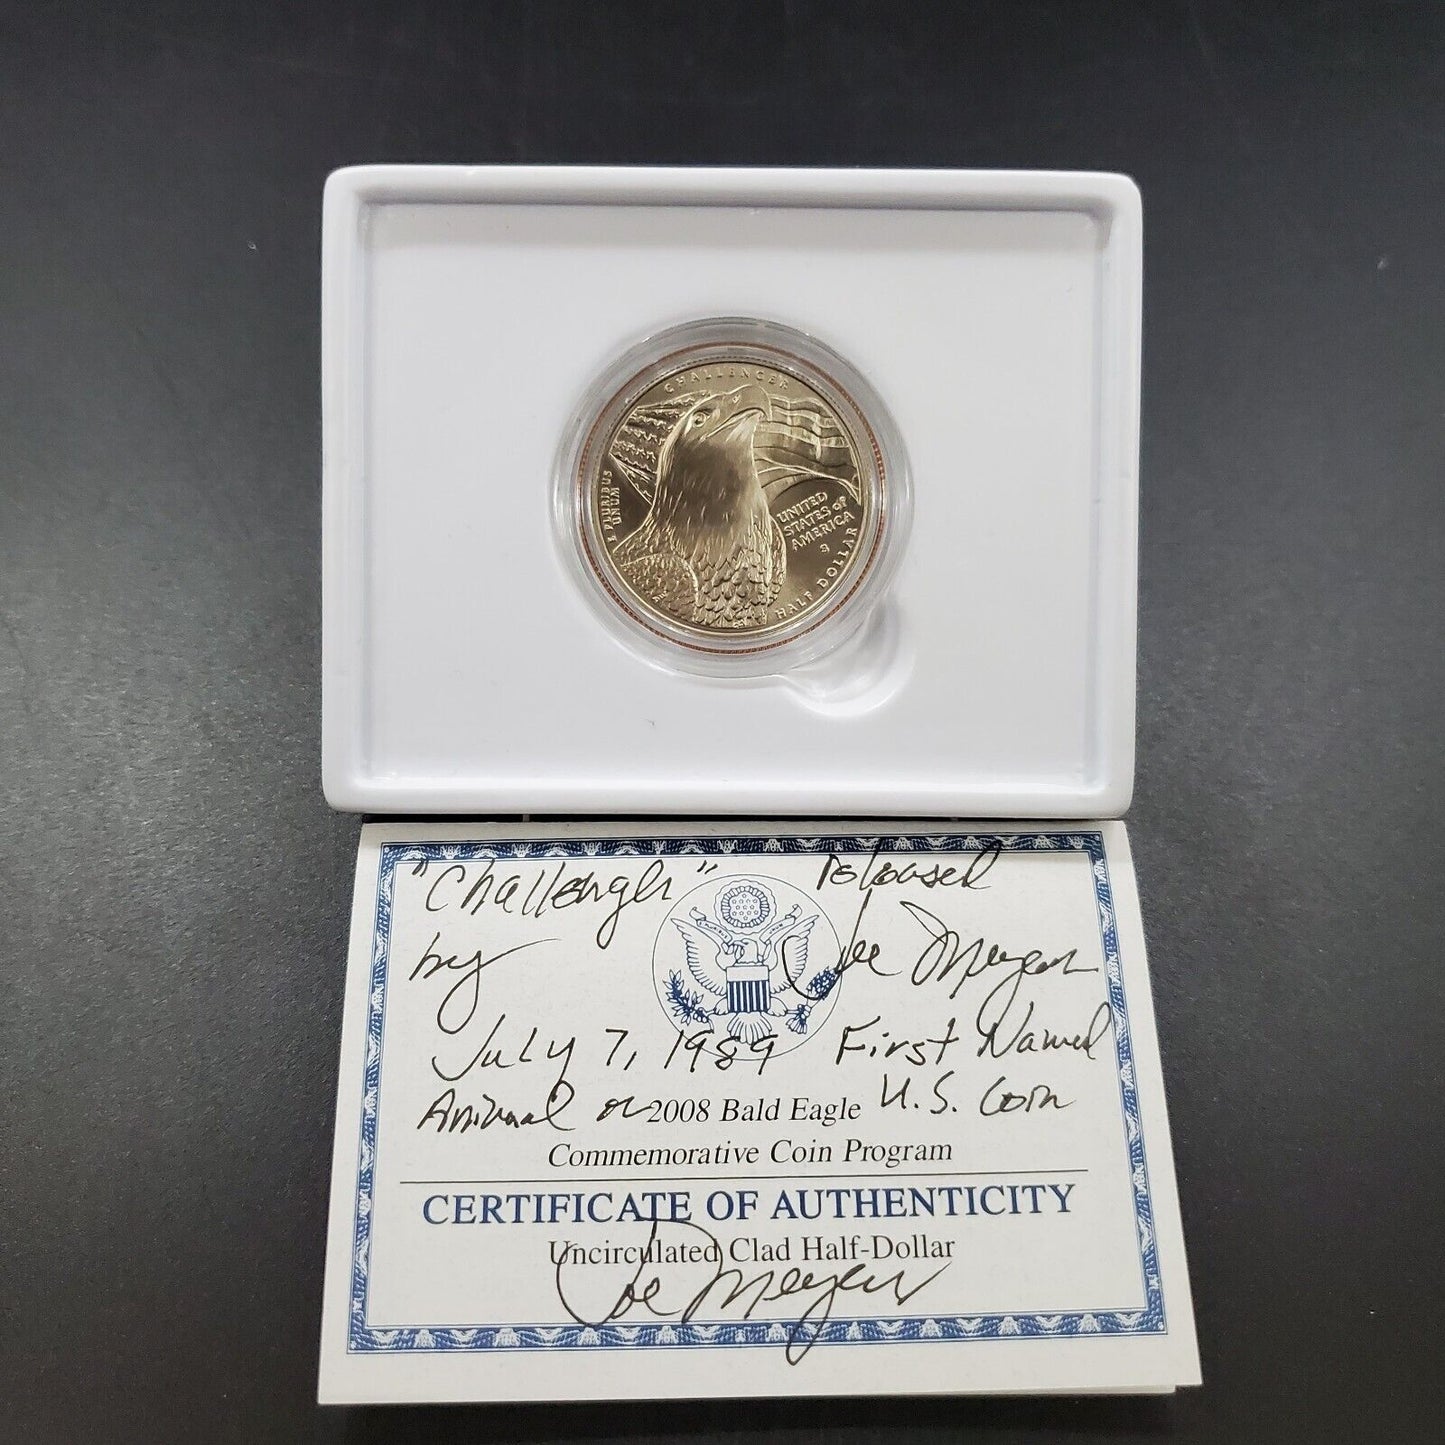 CHALLENGER
E PLURIBUS
UNUM
UNITED
STATES OF
AMERICA
S
HALF DOLLAR
"Challenger" released
by Joe Meyer
July 7, 1989 First Named
Animal on U.S. Coin
2008 Bald Eagle
Commemorative Coin Program
CERTIFICATE OF AUTHENTICITY
Uncirculated Clad Half-Dollar
Joe Meyer